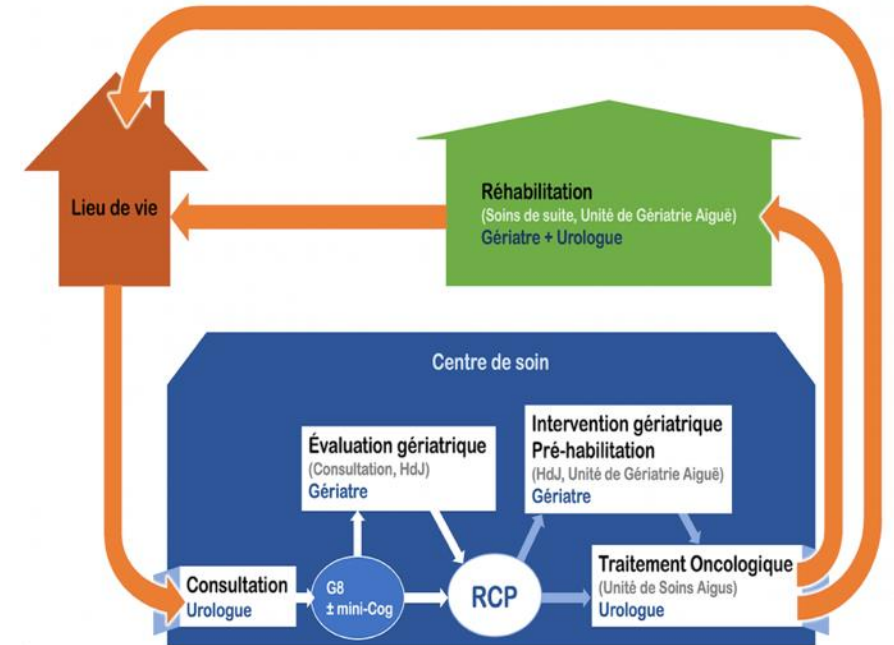 Lieu de vie
Réhabilitation
(Soins de suite, Unité de Gériatrie Aiguë)
Gériatre + Urologue
Centre de soin
Évaluation gériatrique
(Consultation, HdJ)
Gériatre
Intervention gériatrique
Pré-habilitation
(HdJ, Unité de Gériatrie Aiguë)
Gériatre
Consultation
Urologue
G8
± mini-Cog
RCP
Traitement Oncologique
(Unité de Soins Aigus)
Urologue